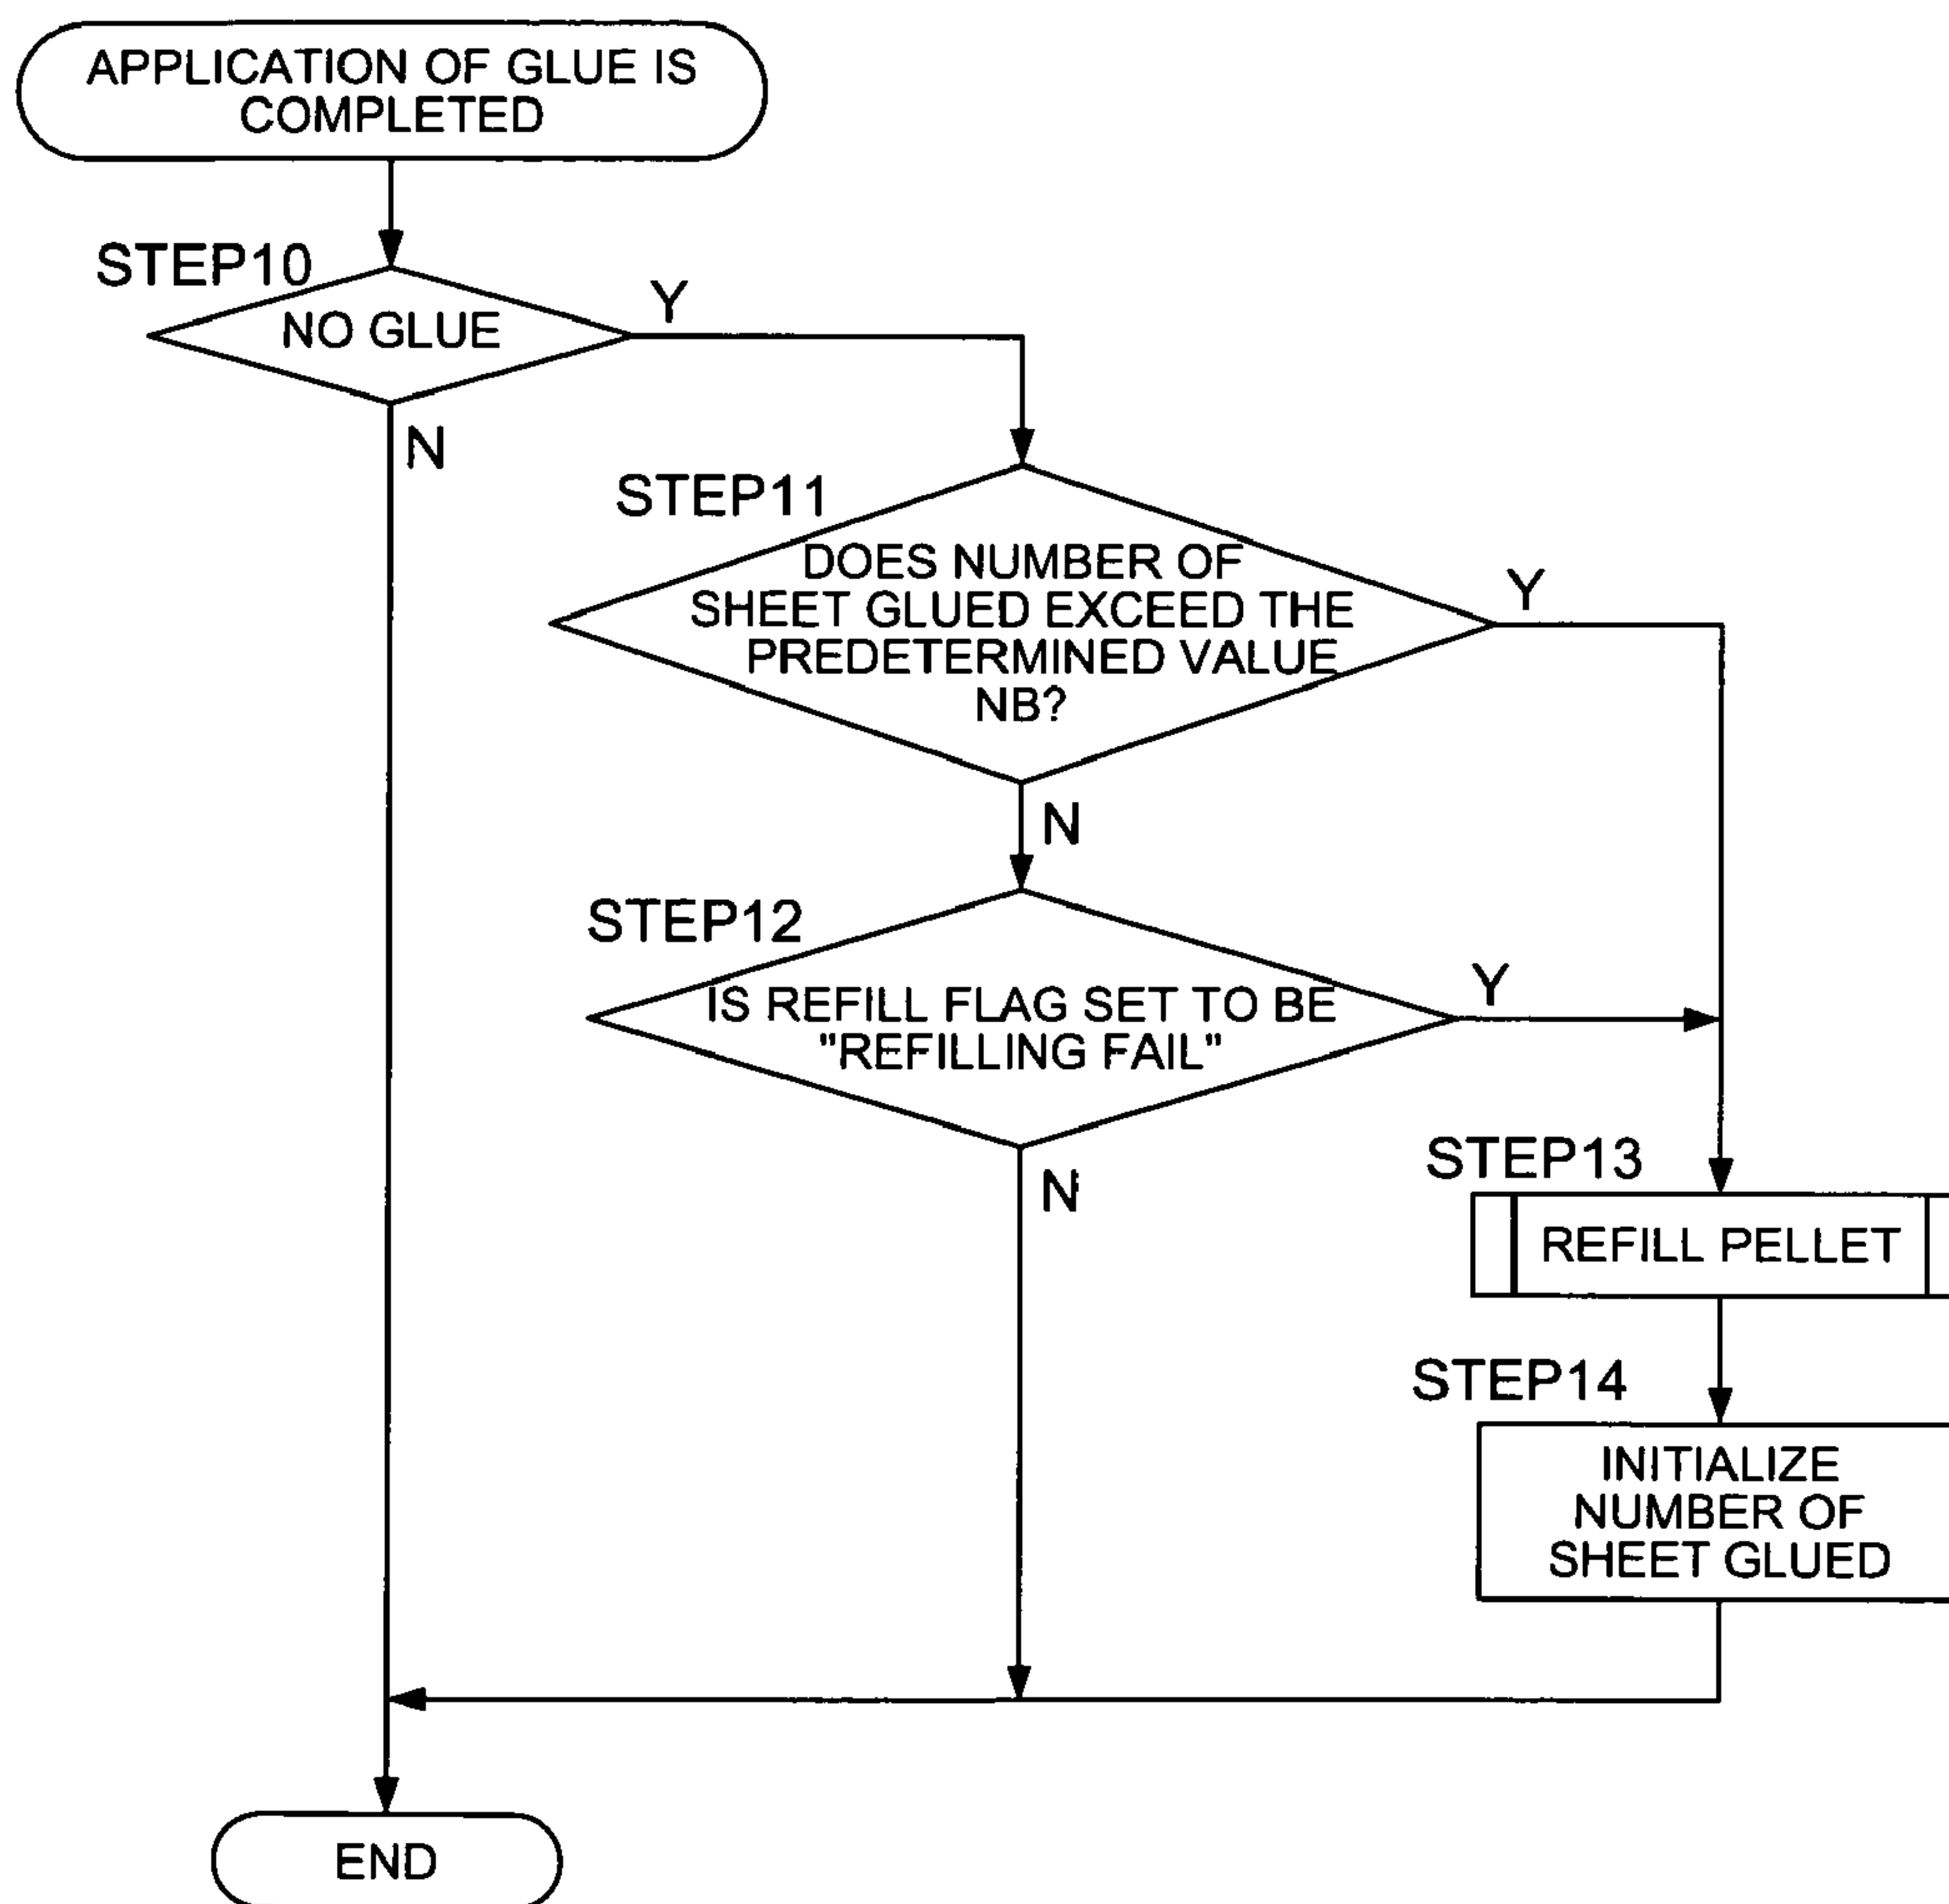 APPLICATION OF GLUE IS
COMPLETED
STEP10
NO GLUE
Y
N
STEP11
DOES NUMBER OF
SHEET GLUED EXCEED THE
PREDETERMINED VALUE
NB?
Y
N
STEP12
IS REFILL FLAG SET TO BE
"REFILLING FAIL"
Y
N
STEP13
REFILL PELLET
STEP14
INITIALIZE
NUMBER OF
SHEET GLUED
END